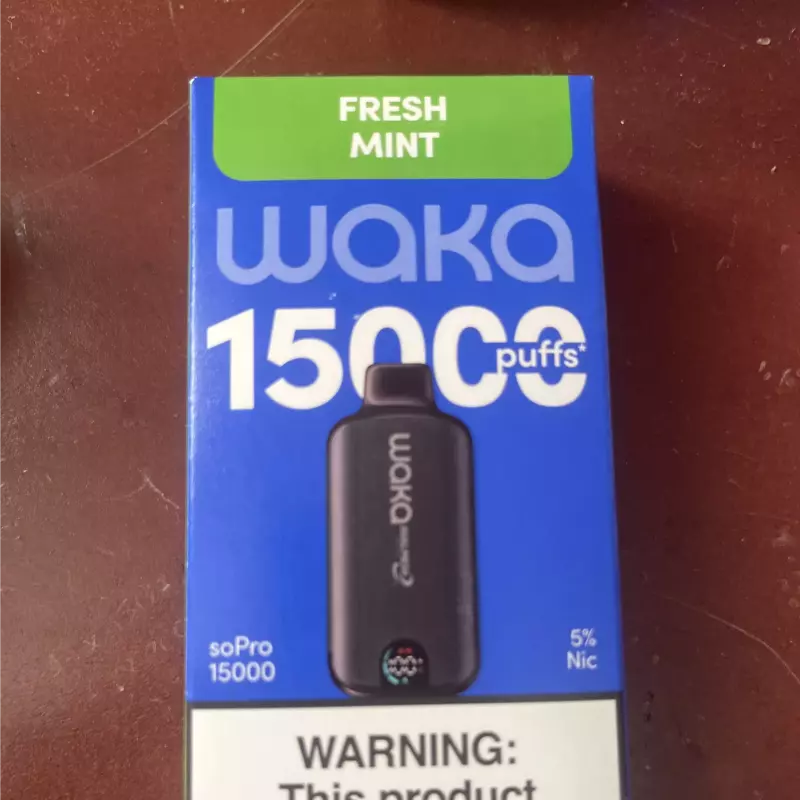 FRESH
MINT
waka
15000
puffs*
waka
soPro
15000
5%
Nic
WARNING:
This product